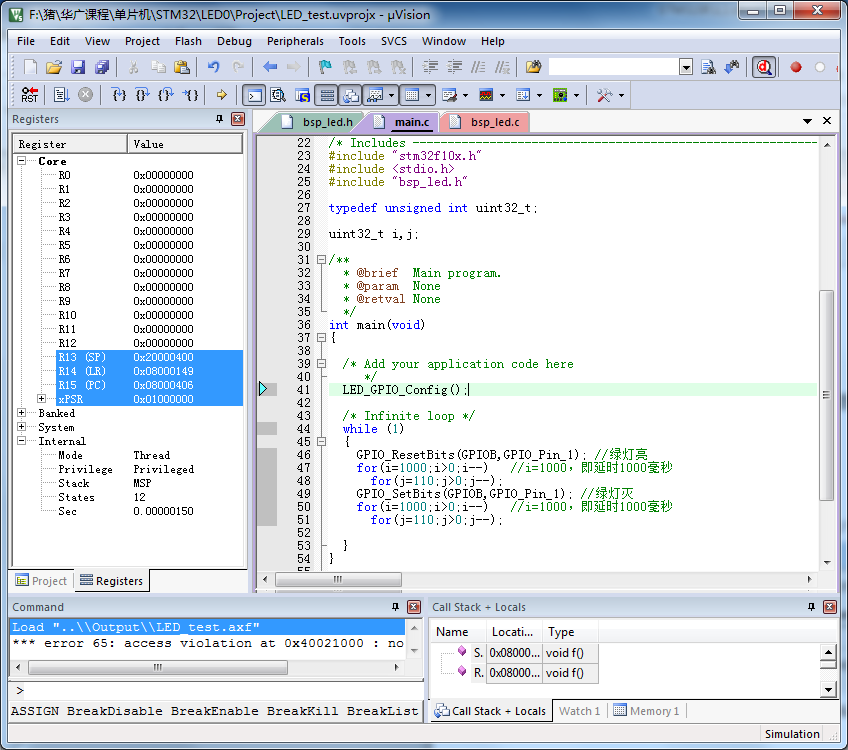 F:\猪\华广课程\单片机\STM32\LED0\Project\LED_test.uvprojx - µVision
File Edit View Project Flash Debug Peripherals Tools SVCS Window Help
RST
Registers
bsp_led.h main.c bsp_led.c
Register Value
Core
R0 0x00000000
R1 0x00000000
R2 0x00000000
R3 0x00000000
R4 0x00000000
R5 0x00000000
R6 0x00000000
R7 0x00000000
R8 0x00000000
R9 0x00000000
R10 0x00000000
R11 0x00000000
R12 0x00000000
R13 (SP) 0x20000400
R14 (LR) 0x08000149
R15 (PC) 0x08000406
xPSR 0x01000000
Banked
System
Internal
Mode Thread
Privilege Privileged
Stack MSP
States 12
Sec 0.00000150
Project Registers
22 /* Includes ------------------------------------------------------------------
23 #include "stm32f10x.h"
24 #include <stdio.h>
25 #include "bsp_led.h"
26
27 typedef unsigned int uint32_t;
28
29 uint32_t i,j;
30
31 /**
32 * @brief Main program.
33 * @param None
34 * @retval None
35 */
36 int main(void)
37 {
38
39 /* Add your application code here
40 */
41 LED_GPIO_Config();
42
43 /* Infinite loop */
44 while (1)
45 {
46 GPIO_ResetBits(GPIOB,GPIO_Pin_1); //绿灯亮
47 for(i=1000;i>0;i--) //i=1000，即延时1000毫秒
48 for(j=110;j>0;j--);
49 GPIO_SetBits(GPIOB,GPIO_Pin_1); //绿灯灭
50 for(i=1000;i>0;i--) //i=1000，即延时1000毫秒
51 for(j=110;j>0;j--);
52
53 }
54 }
Command
Load "..\\Output\\LED_test.axf"
*** error 65: access violation at 0x40021000 : no
>
ASSIGN BreakDisable BreakEnable BreakKill BreakList
Call Stack + Locals
Name Locati... Type
S. 0x08000... void f()
R. 0x08000... void f()
Call Stack + Locals Watch 1 Memory 1
Simulation